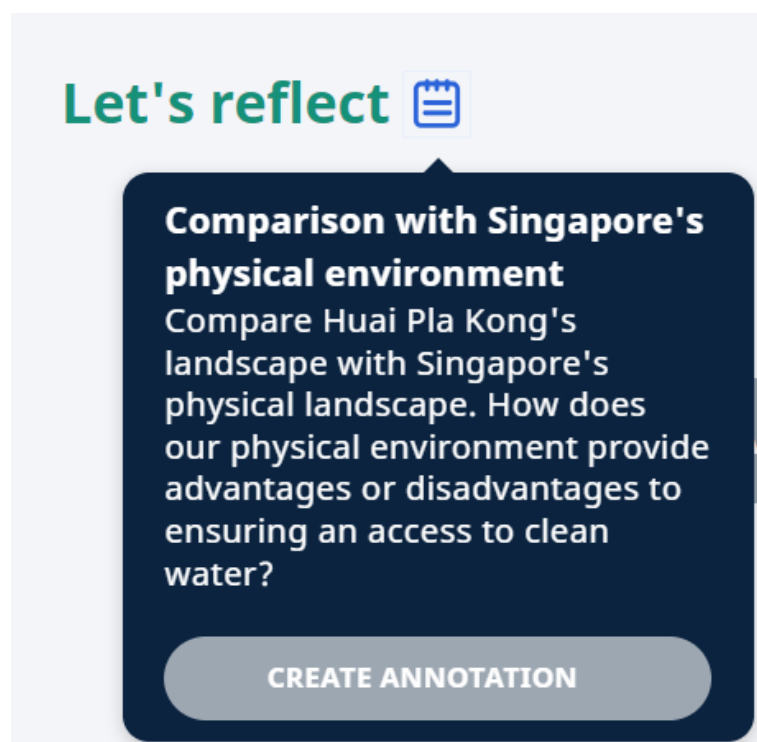 Let's reflect
Comparison with Singapore's
physical environment
Compare Huai Pla Kong's
landscape with Singapore's
physical landscape. How does
our physical environment provide
advantages or disadvantages to
ensuring an access to clean
water?
CREATE ANNOTATION